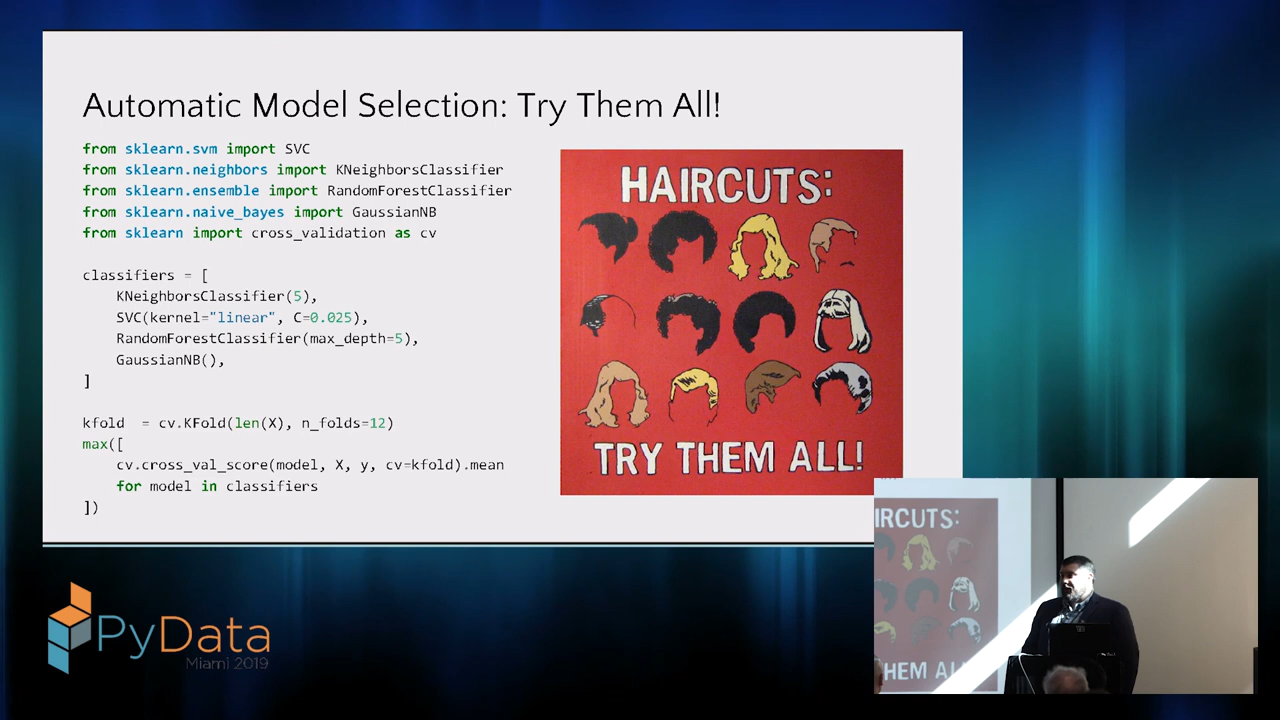 Automatic Model Selection: Try Them All!
from sklearn.svm import SVC
from sklearn.neighbors import KNeighborsClassifier
from sklearn.ensemble import RandomForestClassifier
from sklearn.naive_bayes import GaussianNB
from sklearn import cross_validation as cv
classifiers = [
    KNeighborsClassifier(5),
    SVC(kernel="linear", C=0.025),
    RandomForestClassifier(max_depth=5),
    GaussianNB(),
]
kfold  = cv.KFold(len(X), n_folds=12)
max([
    cv.cross_val_score(model, X, y, cv=kfold).mean
    for model in classifiers
])
HAIRCUTS:
TRY THEM ALL!
IRCUTS:
HEM AL
PyData
Miami 2019